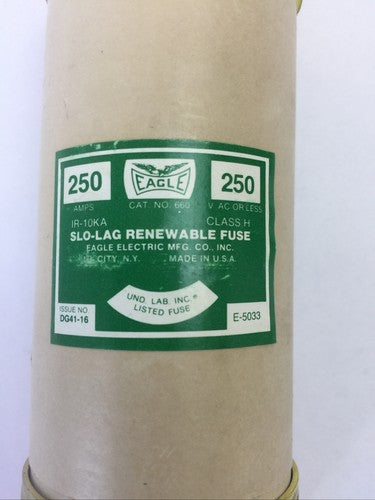 250 EAGLE 250
AMPS CAT. NO. 660 V. AC OR LESS
IR-10KA CLASS H
SLO-LAG RENEWABLE FUSE
EAGLE ELECTRIC MFG. CO., INC.
CITY, N.Y. MADE IN U.S.A.
UND. LAB. INC.®
LISTED FUSE
ISSUE NO.
DG41-16 E-5033